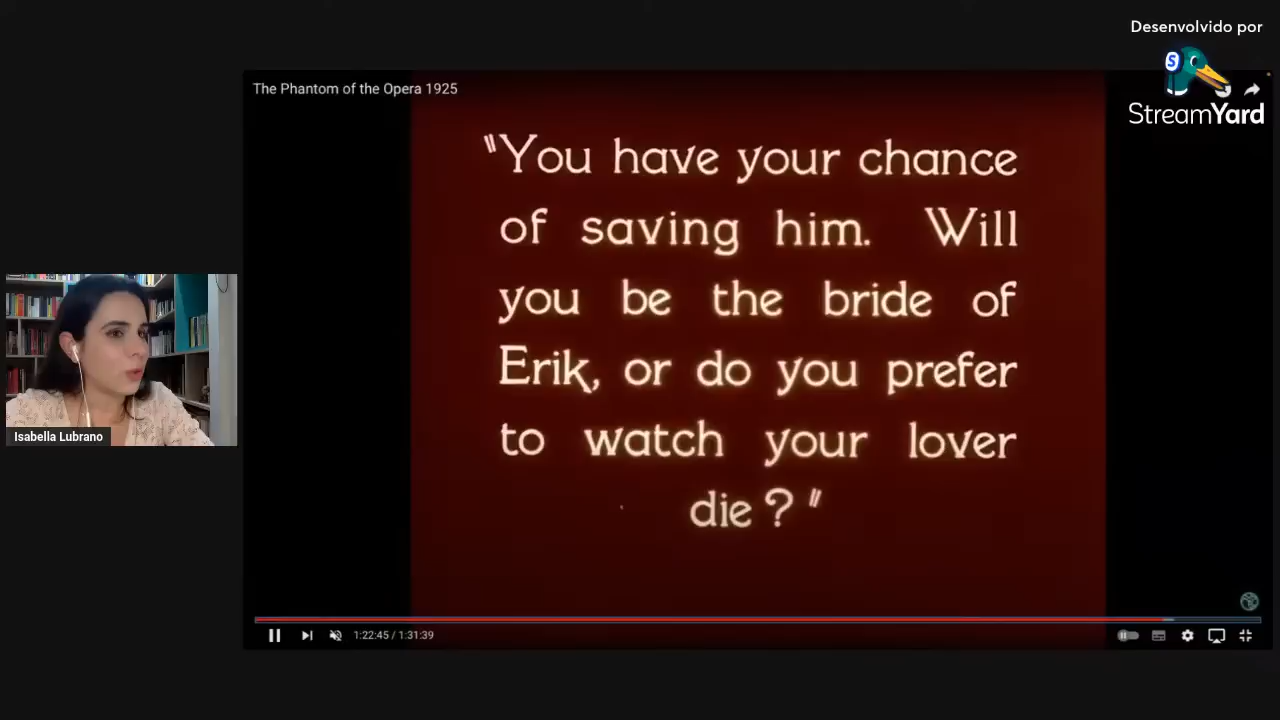 Desenvolvido por
StreamYard
The Phantom of the Opera 1925
"You have your chance
of saving him. Will
you be the bride of
Erik, or do you prefer
to watch your lover
die?"
Isabella Lubrano
1:22:45 / 1:31:39